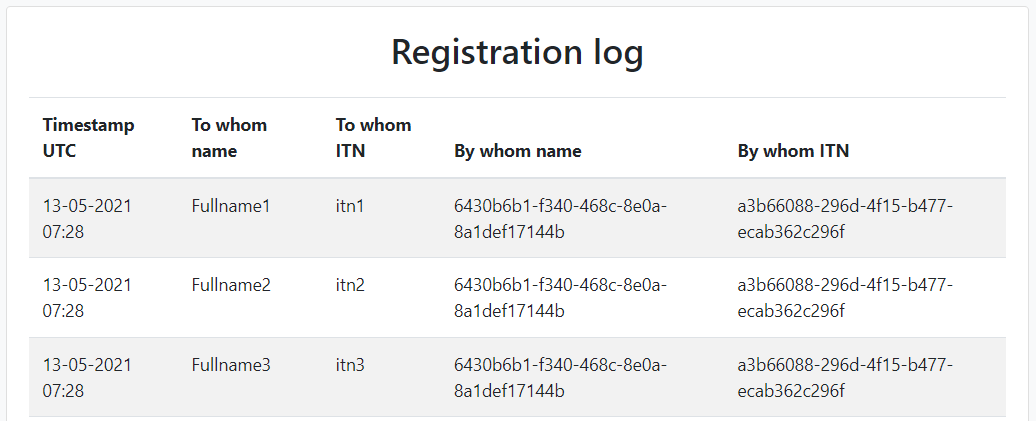 Registration log
Timestamp UTC To whom name To whom ITN By whom name By whom ITN
13-05-2021 07:28 Fullname1 itn1 6430b6b1-f340-468c-8e0a-8a1def17144b a3b66088-296d-4f15-b477-ecab362c296f
13-05-2021 07:28 Fullname2 itn2 6430b6b1-f340-468c-8e0a-8a1def17144b a3b66088-296d-4f15-b477-ecab362c296f
13-05-2021 07:28 Fullname3 itn3 6430b6b1-f340-468c-8e0a-8a1def17144b a3b66088-296d-4f15-b477-ecab362c296f